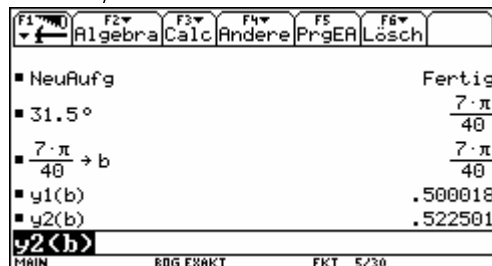 F1 F2 F3 F4 F5 F6
Algebra Calc Andere PrgEA Lösch
NeuAufg Fertig
31.5° 7·π/40
7·π/40 → b 7·π/40
y1(b) .500018
y2(b) .522501
y2(b)
MAIN BOG EXAKT FKT 5/30